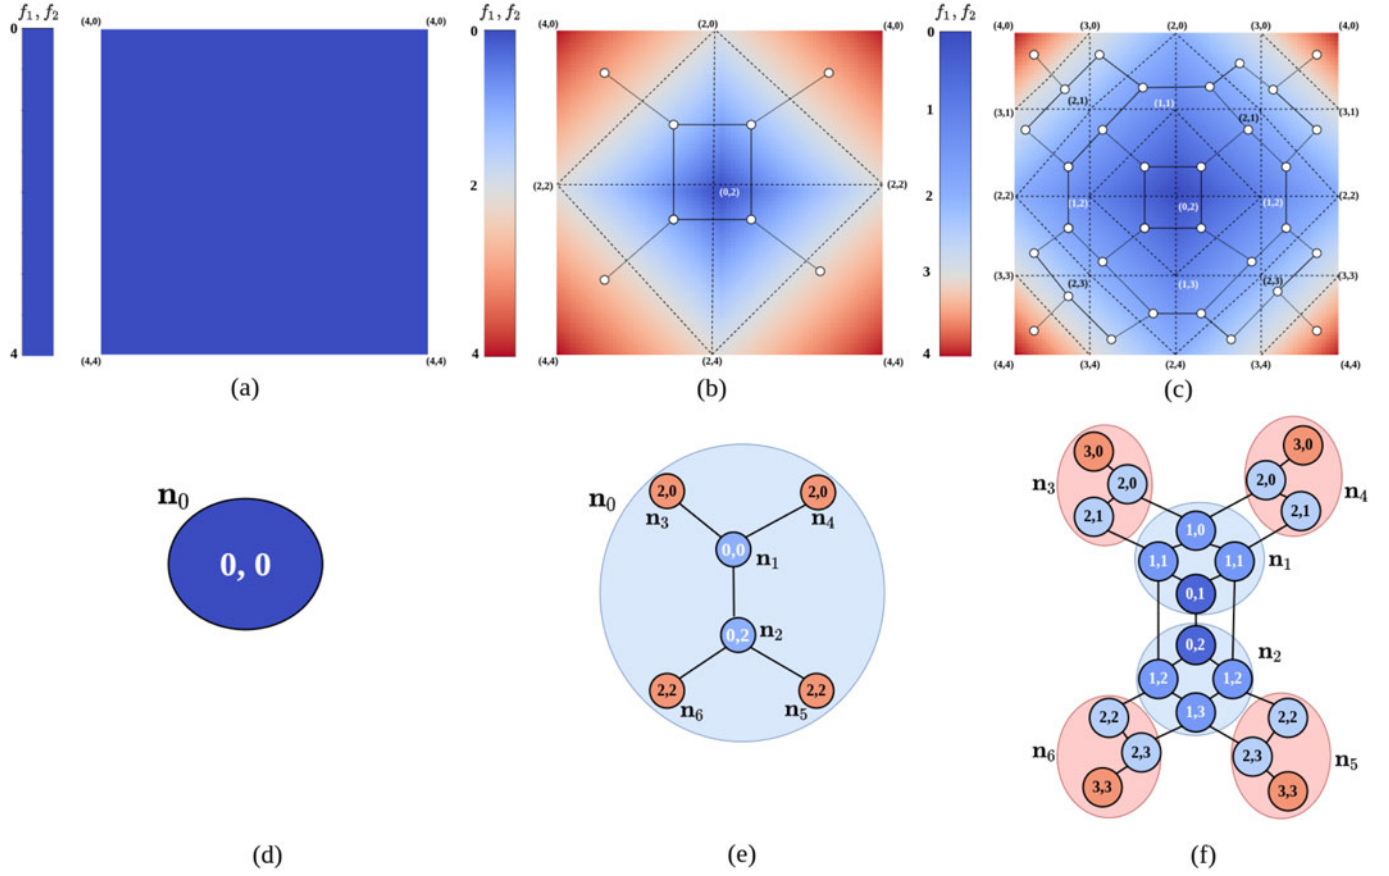 f₁, f₂
0
4
(4,0) (4,0)
(4,4) (4,4)
(a)
f₁, f₂
0
2
4
(4,0) (2,0) (4,0)
(2,2) (0,2) (2,2)
(4,4) (2,4) (4,4)
(b)
f₁, f₂
0
1
2
3
4
(4,0) (3,0) (2,0) (3,0) (4,0)
(2,1) (1,1)
(3,1) (2,1) (3,1)
(2,2) (1,2) (0,2) (1,2) (2,2)
(3,3) (2,3) (1,3) (2,3) (3,3)
(4,4) (3,4) (2,4) (3,4) (4,4)
(c)
n₀
0, 0
(d)
n₀
2,0 2,0
n₃ n₄
0,0
n₁
0,2 n₂
2,2 2,2
n₆ n₅
(e)
3,0 3,0
n₃ 2,0 2,0 n₄
2,1 2,1
1,0
1,1 1,1 n₁
0,1
0,2 n₂
1,2 1,2
2,2 1,3 2,2
n₆ 2,3 2,3 n₅
3,3 3,3
(f)